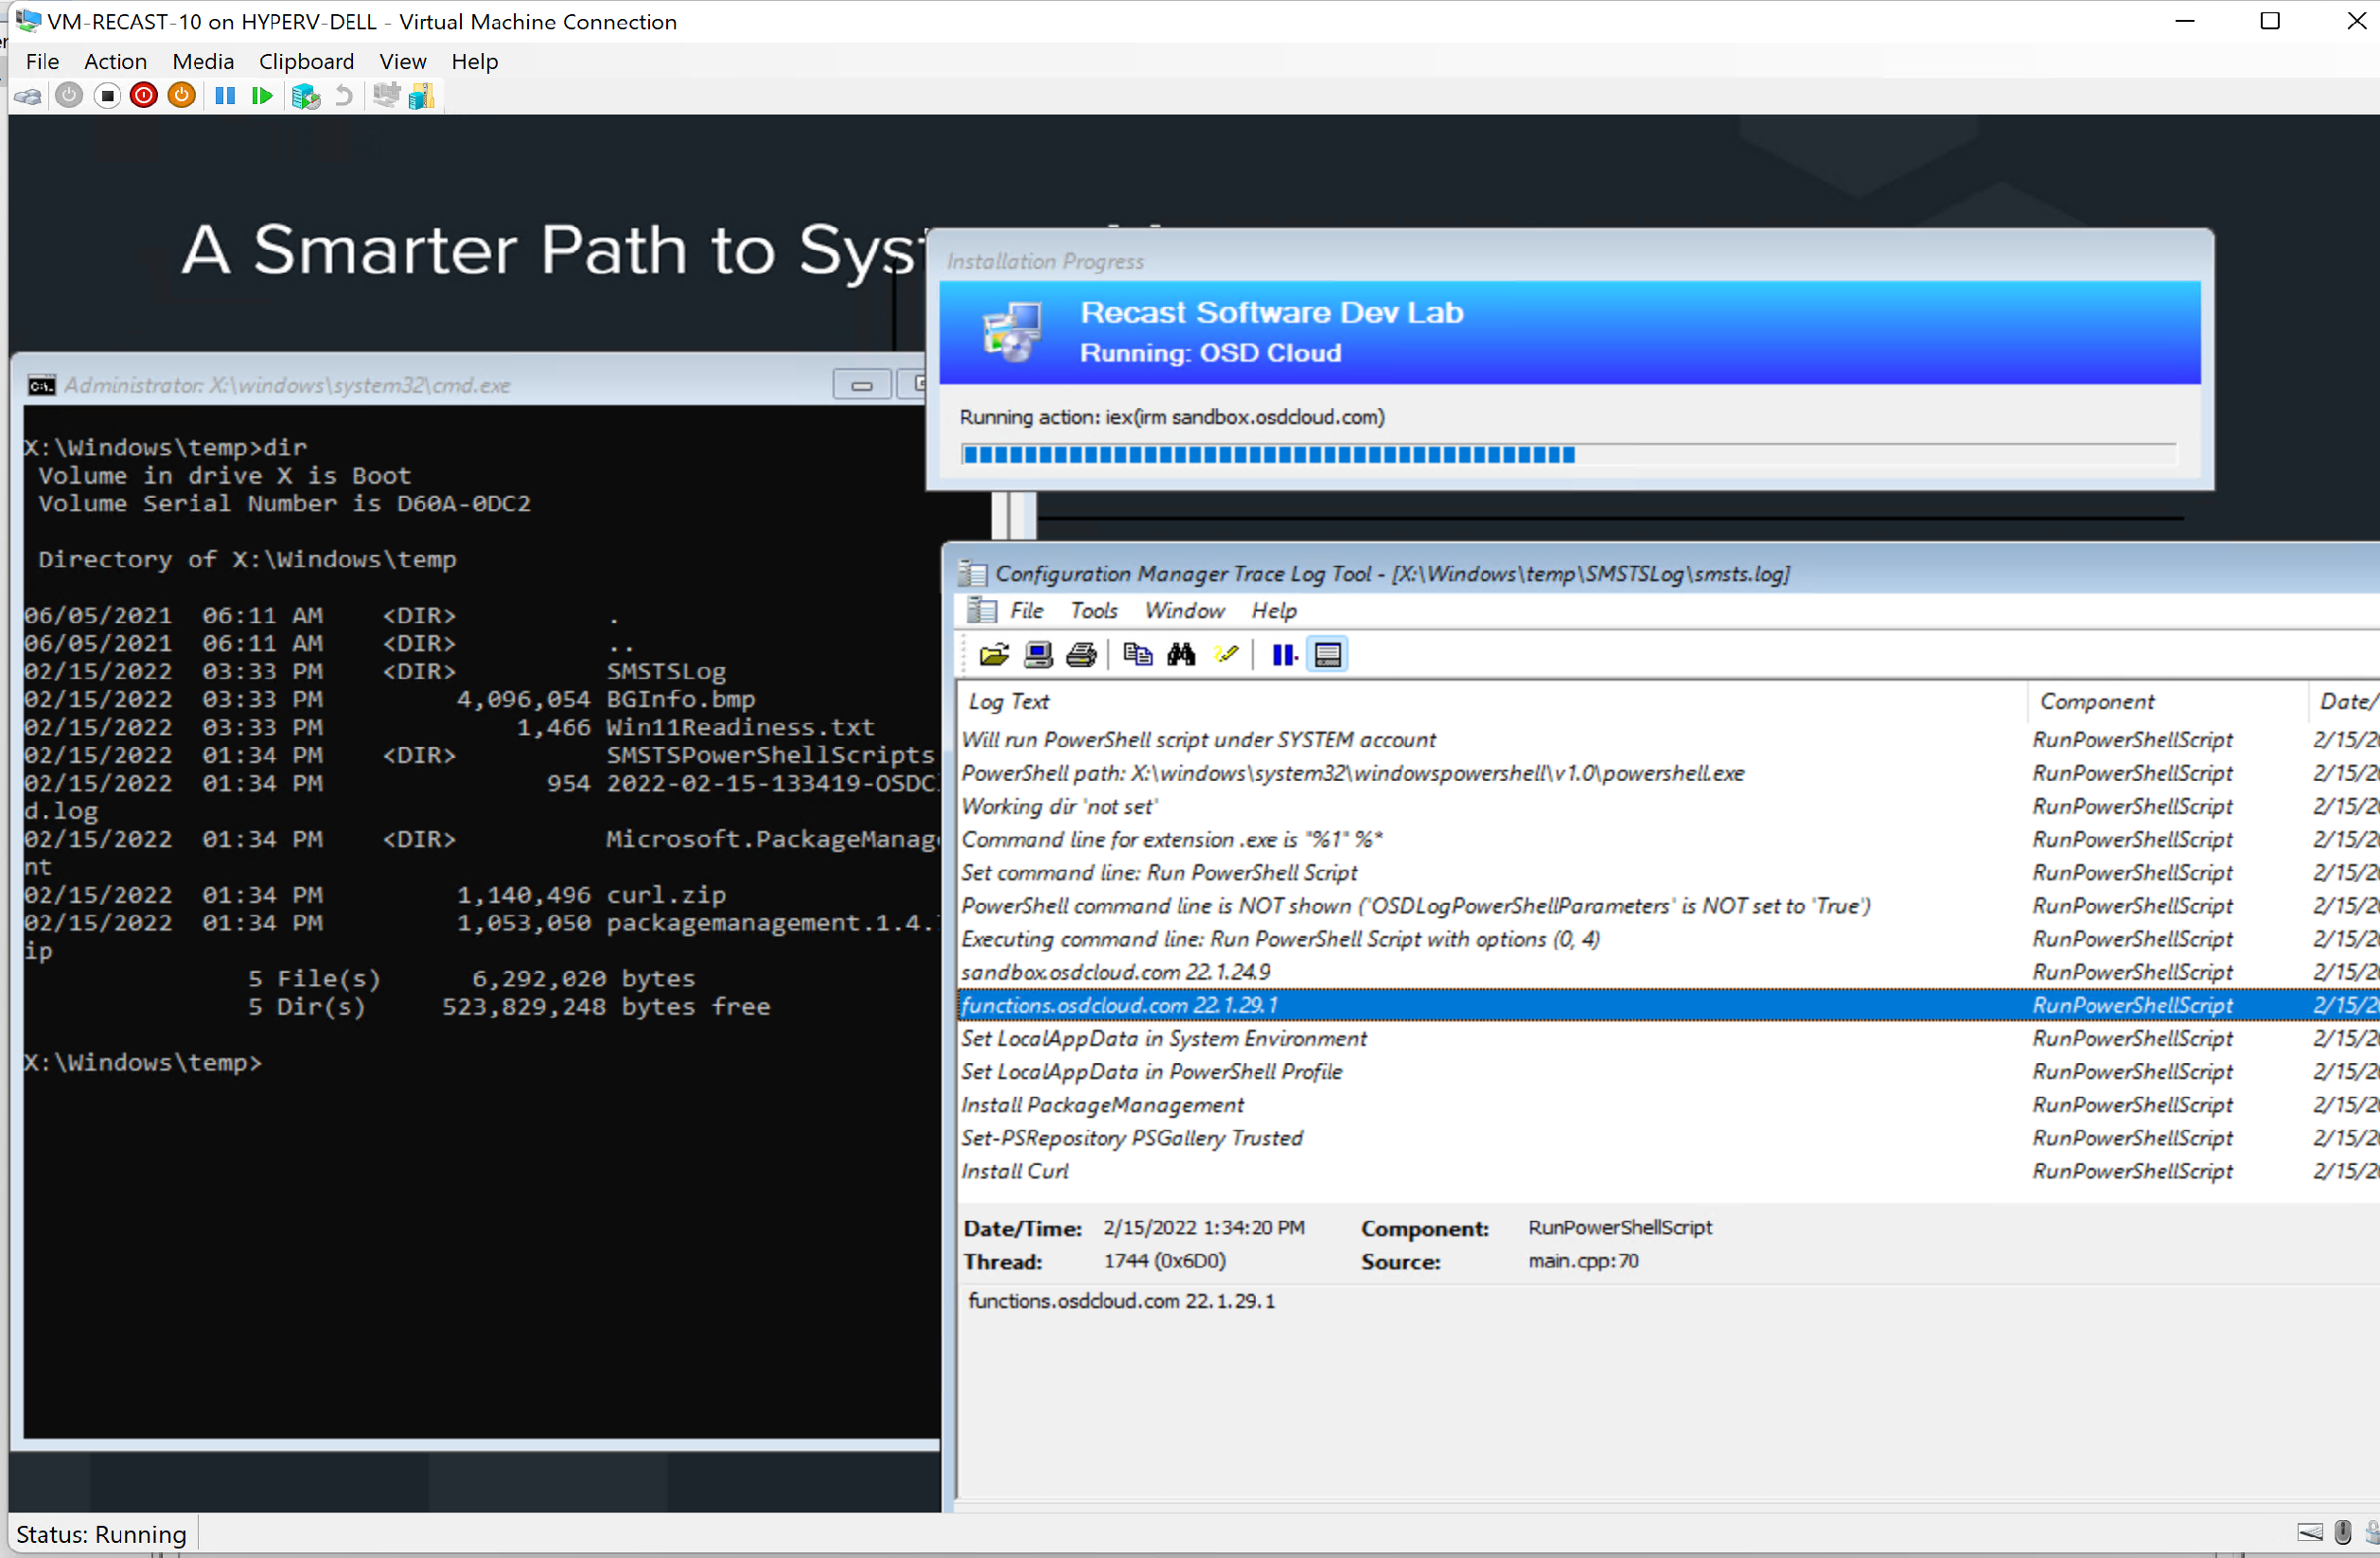 VM-RECAST-10 on HYPERV-DELL - Virtual Machine Connection
File Action Media Clipboard View Help
A Smarter Path to Syst
Installation Progress
Recast Software Dev Lab
Running: OSD Cloud
Running action: iex(irm sandbox.osdcloud.com)
Administrator: X:\windows\system32\cmd.exe
X:\Windows\temp>dir
Volume in drive X is Boot
Volume Serial Number is D60A-0DC2
Directory of X:\Windows\temp
06/05/2021 06:11 AM <DIR> .
06/05/2021 06:11 AM <DIR> ..
02/15/2022 03:33 PM <DIR> SMSTSLog
02/15/2022 03:33 PM 4,096,054 BGInfo.bmp
02/15/2022 03:33 PM 1,466 Win11Readiness.txt
02/15/2022 01:34 PM <DIR> SMSTSPowerShellScripts
02/15/2022 01:34 PM 954 2022-02-15-133419-OSDC
d.log
02/15/2022 01:34 PM <DIR> Microsoft.PackageManag
nt
02/15/2022 01:34 PM 1,140,496 curl.zip
02/15/2022 01:34 PM 1,053,050 packagemanagement.1.4.
ip
5 File(s) 6,292,020 bytes
5 Dir(s) 523,829,248 bytes free
X:\Windows\temp>
Configuration Manager Trace Log Tool - [X:\Windows\temp\SMSTSLog\smsts.log]
File Tools Window Help
Log Text Component Date/
Will run PowerShell script under SYSTEM account RunPowerShellScript 2/15/20
PowerShell path: X:\windows\system32\windowspowershell\v1.0\powershell.exe RunPowerShellScript 2/15/20
Working dir 'not set' RunPowerShellScript 2/15/20
Command line for extension .exe is "%1" %* RunPowerShellScript 2/15/20
Set command line: Run PowerShell Script RunPowerShellScript 2/15/20
PowerShell command line is NOT shown ('OSDLogPowerShellParameters' is NOT set to 'True') RunPowerShellScript 2/15/20
Executing command line: Run PowerShell Script with options (0, 4) RunPowerShellScript 2/15/20
sandbox.osdcloud.com 22.1.24.9 RunPowerShellScript 2/15/20
functions.osdcloud.com 22.1.29.1 RunPowerShellScript 2/15/20
Set LocalAppData in System Environment RunPowerShellScript 2/15/20
Set LocalAppData in PowerShell Profile RunPowerShellScript 2/15/20
Install PackageManagement RunPowerShellScript 2/15/20
Set-PSRepository PSGallery Trusted RunPowerShellScript 2/15/20
Install Curl RunPowerShellScript 2/15/20
Date/Time: 2/15/2022 1:34:20 PM Component: RunPowerShellScript
Thread: 1744 (0x6D0) Source: main.cpp:70
functions.osdcloud.com 22.1.29.1
Status: Running